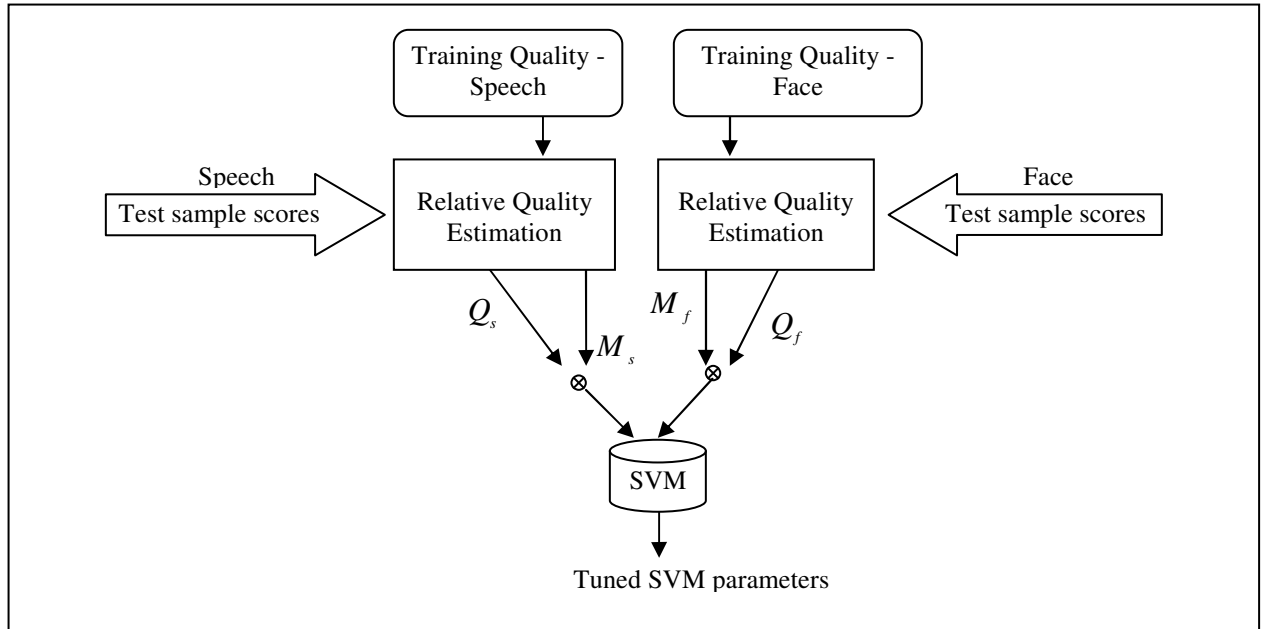 Training Quality -
Speech
Training Quality -
Face
Speech
Test sample scores
Relative Quality
Estimation
Relative Quality
Estimation
Face
Test sample scores
Q_s
M_s
M_f
Q_f
⊗
⊗
SVM
Tuned SVM parameters